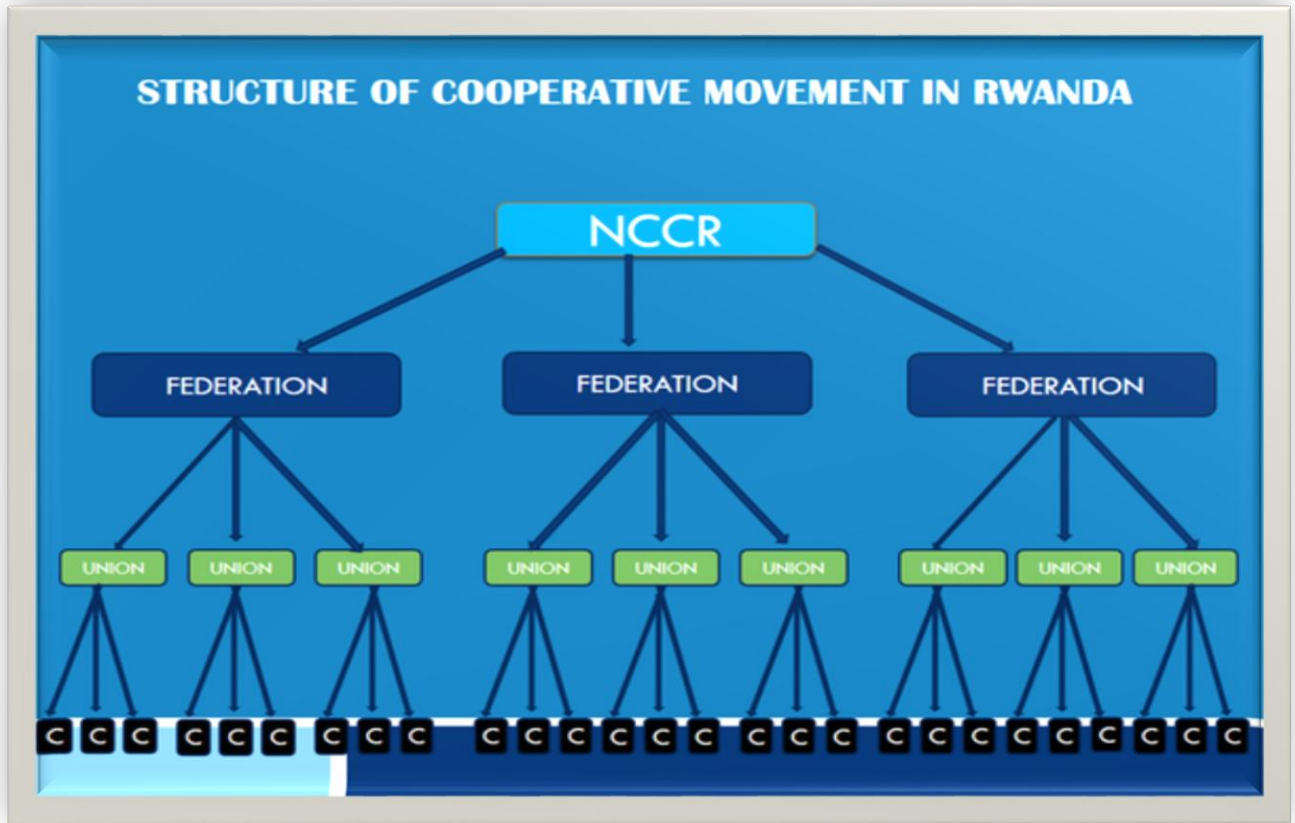 STRUCTURE OF COOPERATIVE MOVEMENT IN RWANDA
NCCR
FEDERATION FEDERATION FEDERATION
UNION UNION UNION UNION UNION UNION UNION UNION UNION
C C C C C C C C C C C C C C C C C C C C C C C C C C C